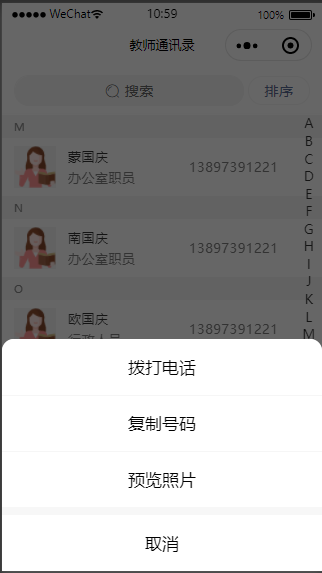 WeChat 10:59 100%
教师通讯录
搜索 排序
M
蒙国庆
办公室职员
13897391221
N
南国庆
办公室职员
13897391221
O
欧国庆
行政人员
13897391221
A
B
C
D
E
F
G
H
I
J
K
L
M
拨打电话
复制号码
预览照片
取消